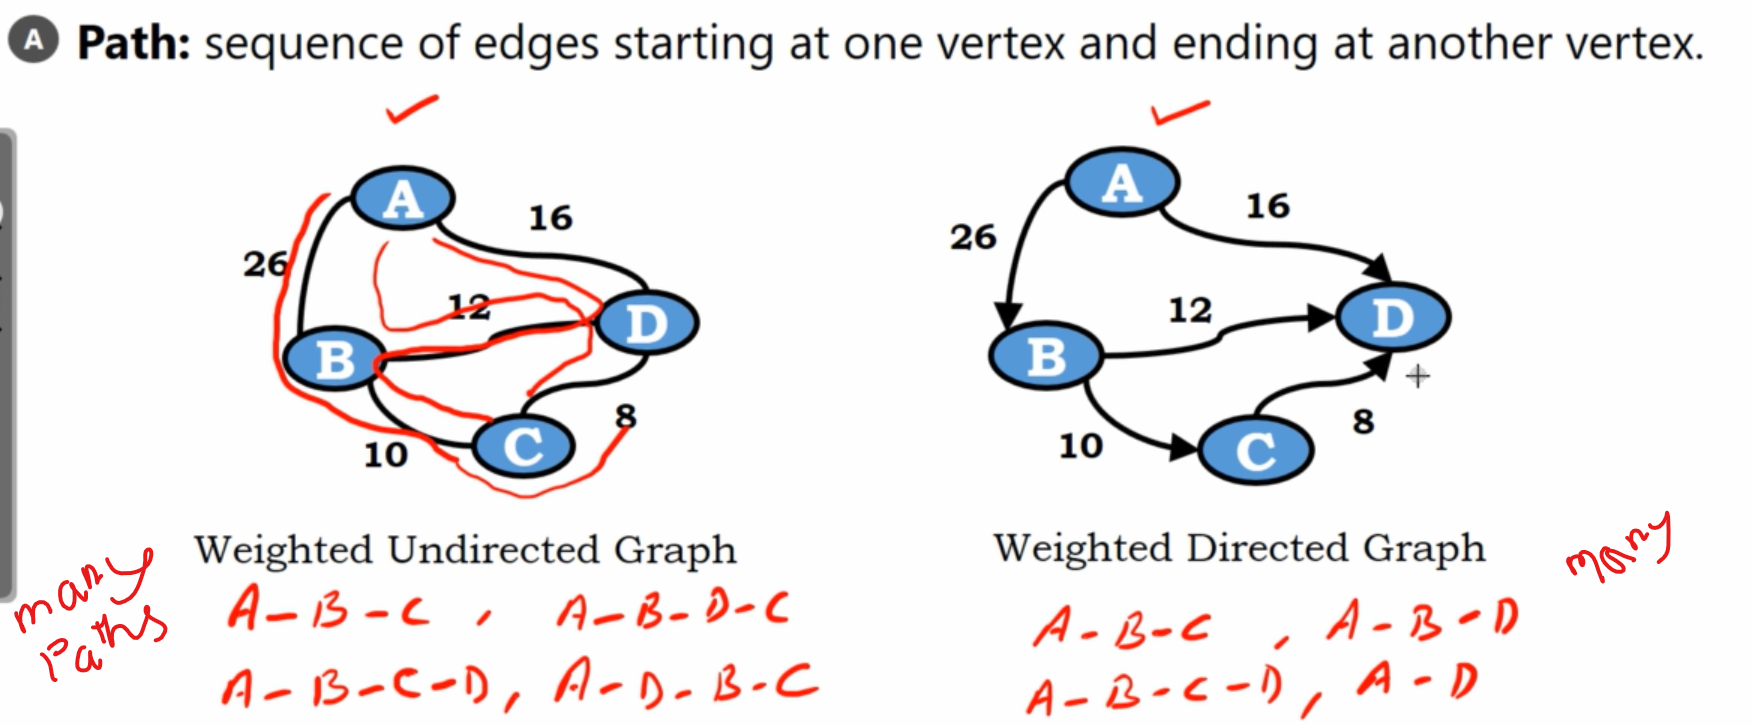 A Path: sequence of edges starting at one vertex and ending at another vertex.
A
16
26
12
D
B
C
8
10
Weighted Undirected Graph
many
Paths
A-B-C, A-B-D-C
A-B-C-D, A-D-B-C
A
16
26
12
D
B
C
8
10
Weighted Directed Graph
many
A-B-C, A-B-D
A-B-C-D, A-D